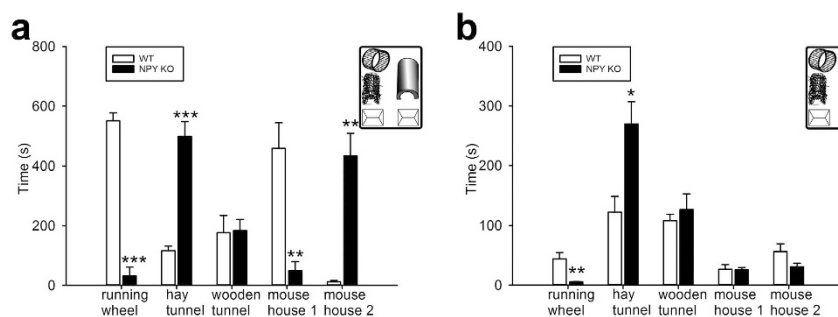 a
800
600
400
200
0
Time (s)
WT
NPY KO
***
***
**
**
running wheel
hay tunnel
wooden tunnel
mouse house 1
mouse house 2
b
400
300
200
100
0
Time (s)
WT
NPY KO
**
*
running wheel
hay tunnel
wooden tunnel
mouse house 1
mouse house 2